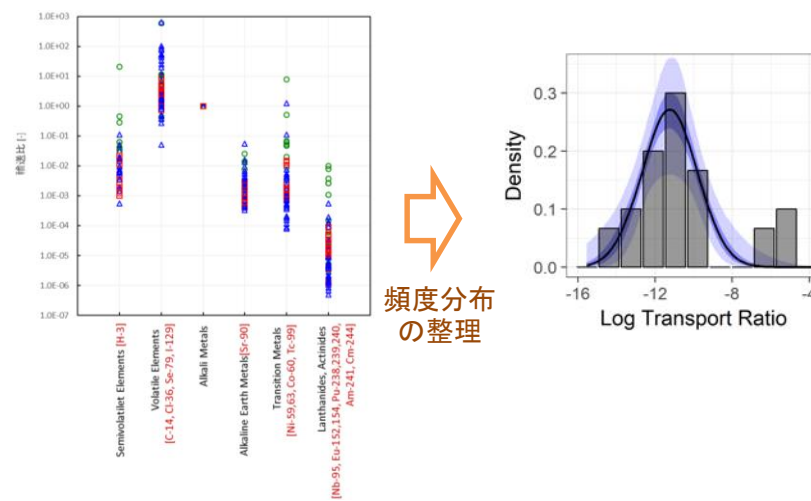 1.0E+03
1.0E+02
1.0E+01
1.0E+00
1.0E-01
1.0E-02
1.0E-03
1.0E-04
1.0E-05
1.0E-06
1.0E-07
移送比 [-]
Semivolatilet Elements [H-3]
Volatile Elements
[C-14, Cl-36, Se-79, I-129]
Alkali Metals
Alkaline Earth Metals[Sr-90]
Transition Metals
[Ni-59,63, Co-60, Tc-99]
Lanthanides, Actinides
[Nb-95, Eu-152,154, Pu-238,239,240,
Am-241, Cm-244]
頻度分布
の整理
Density
0.3
0.2
0.1
0.0
-16
-12
-8
-4
Log Transport Ratio